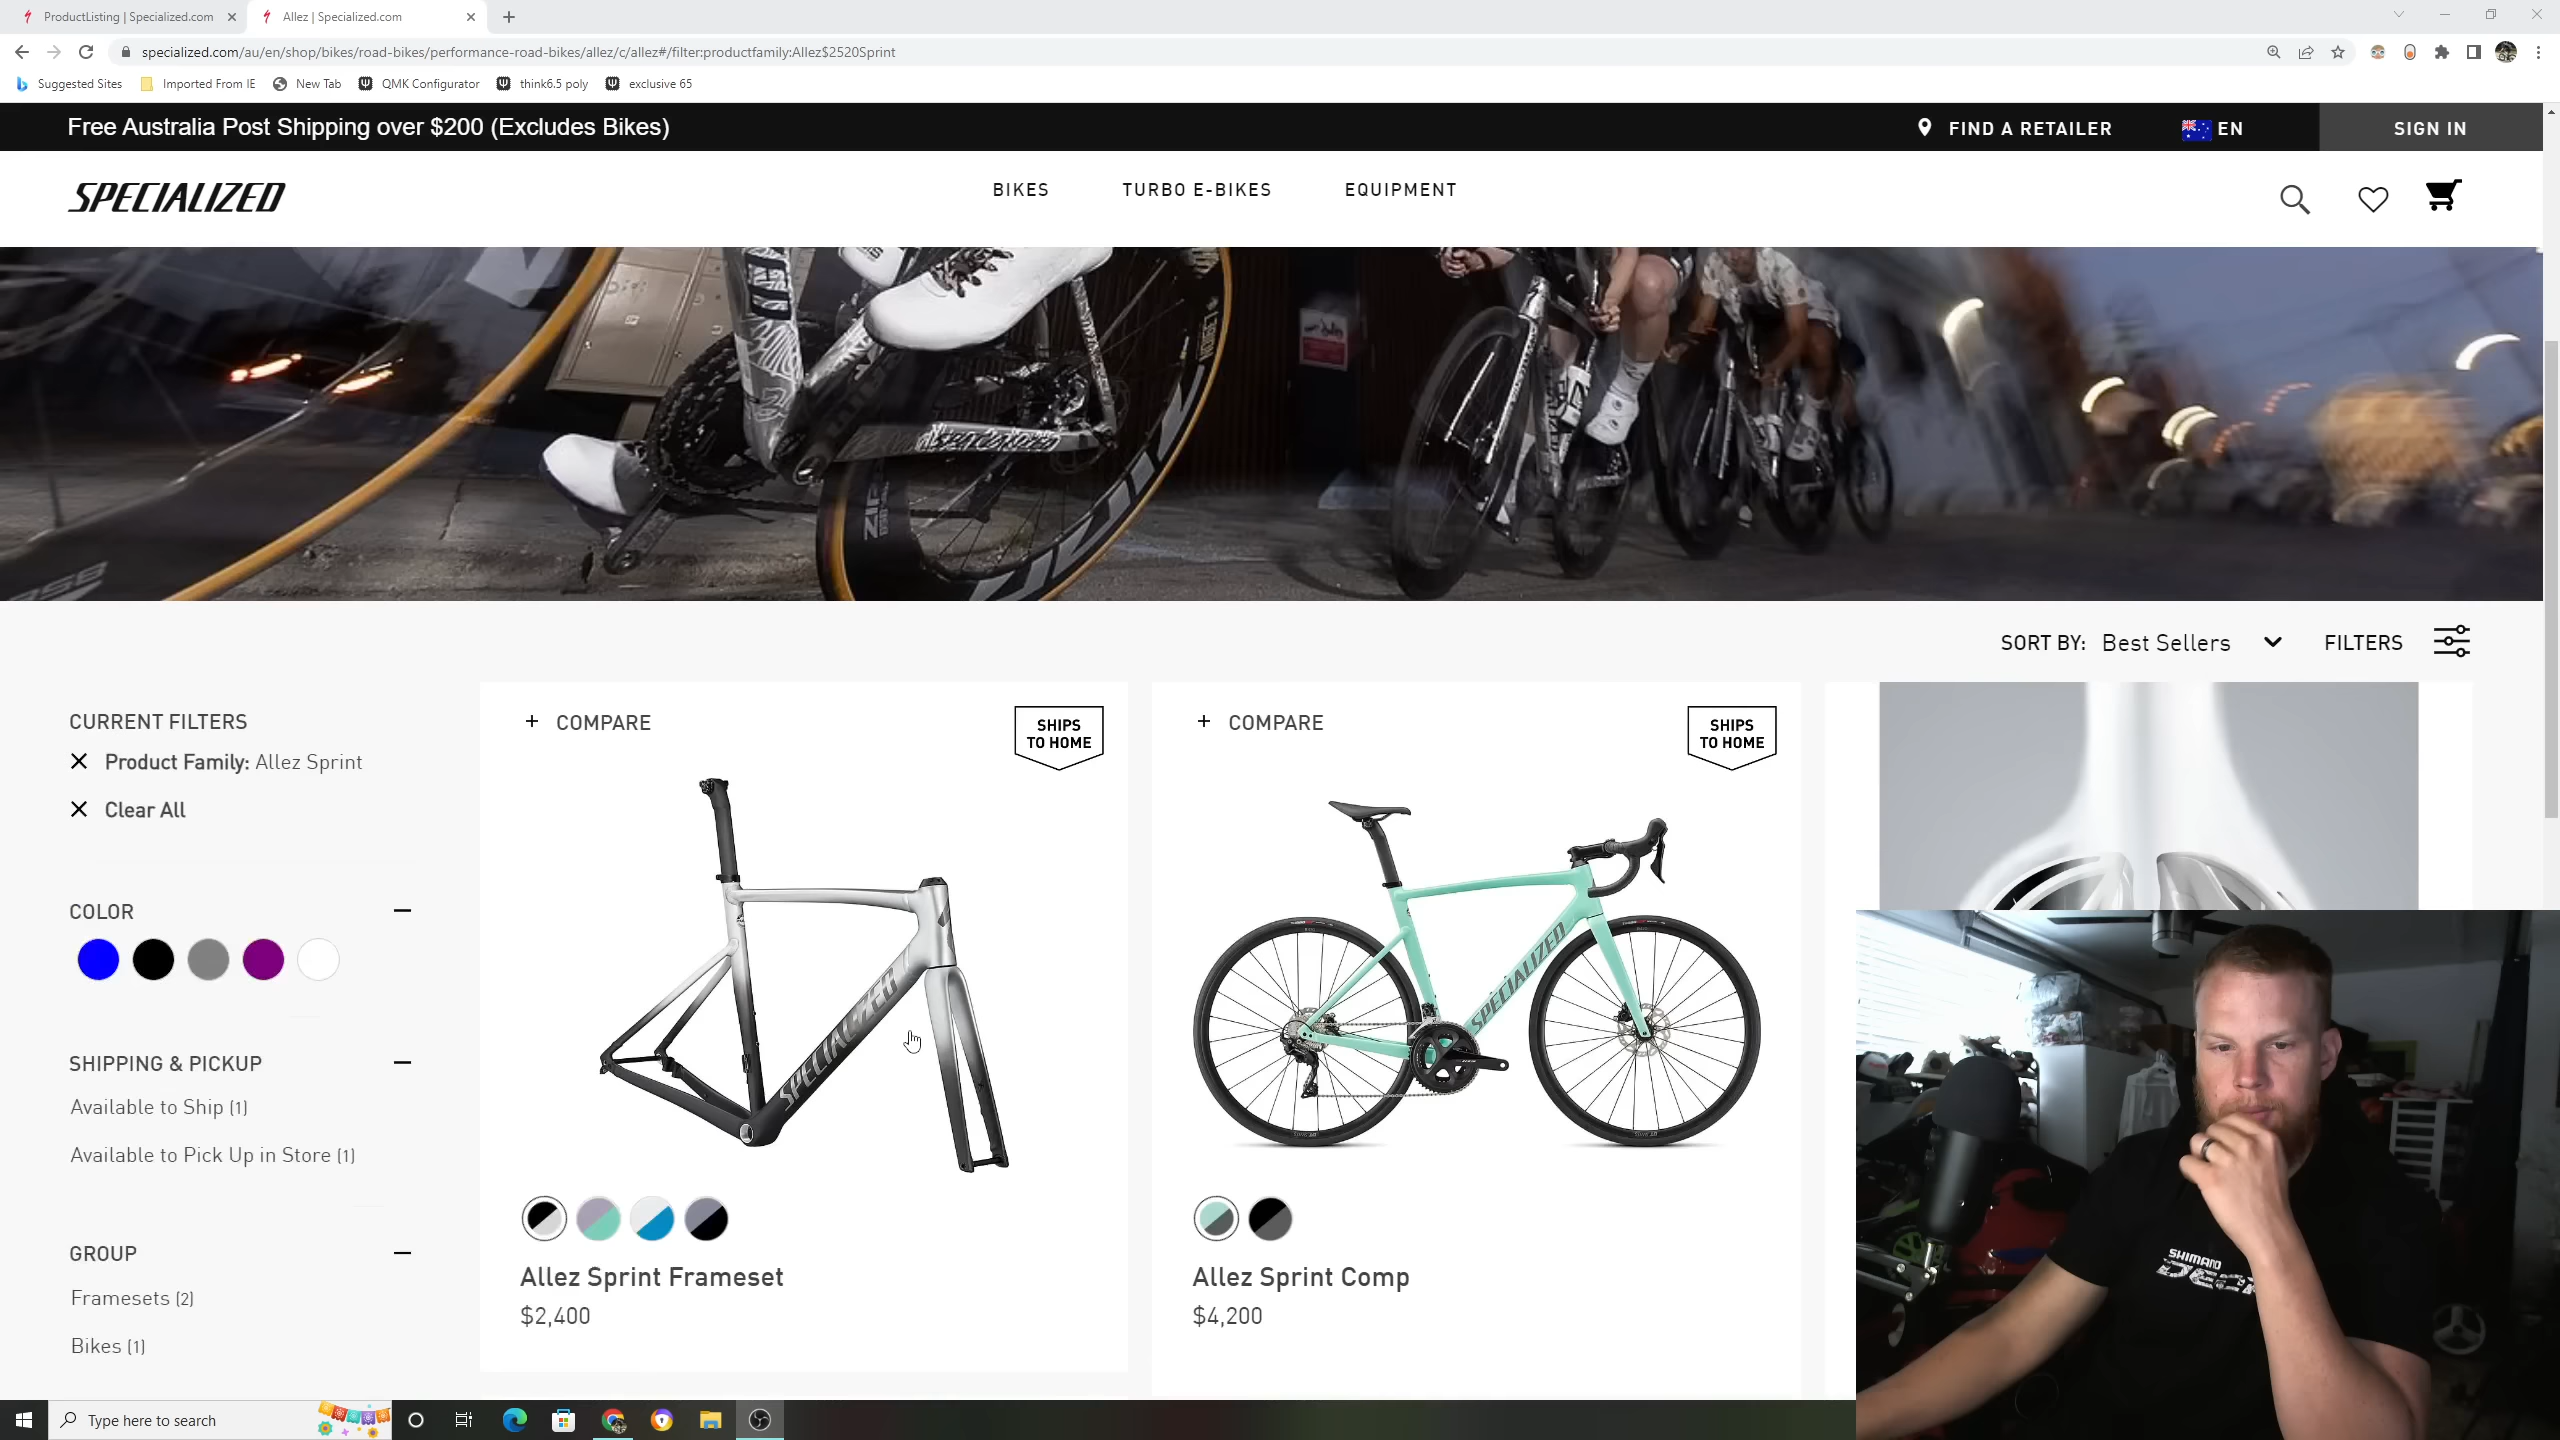 ProductListing | Specialized.com
Allez | Specialized.com
specialized.com/au/en/shop/bikes/road-bikes/performance-road-bikes/allez/c/allez#/filter:productfamily:Allez$2520Sprint
Suggested Sites
Imported From IE
New Tab
QMK Configurator
think6.5 poly
exclusive 65
Free Australia Post Shipping over $200 (Excludes Bikes)
FIND A RETAILER
EN
SIGN IN
SPECIALIZED
BIKES
TURBO E-BIKES
EQUIPMENT
SPECIALIZED
ZIPP
SORT BY: Best Sellers
FILTERS
CURRENT FILTERS
Product Family: Allez Sprint
Clear All
COLOR
SHIPPING & PICKUP
Available to Ship (1)
Available to Pick Up in Store (1)
GROUP
Framesets (2)
Bikes (1)
+ COMPARE
SHIPS
TO HOME
SPECIALIZED
Allez Sprint Frameset
$2,400
+ COMPARE
SHIPS
TO HOME
SPECIALIZED
Allez Sprint Comp
$4,200
SHIMANO
Type here to search